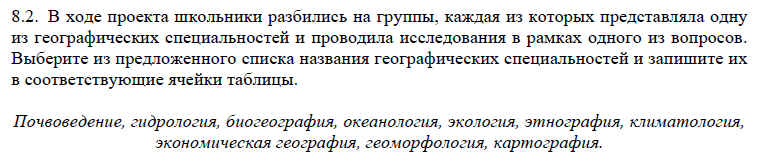 8.2. В ходе проекта школьники разбились на группы, каждая из которых представляла одну
из географических специальностей и проводила исследования в рамках одного из вопросов.
Выберите из предложенного списка названия географических специальностей и запишите их
в соответствующие ячейки таблицы.
Почвоведение, гидрология, биогеография, океанология, экология, этнография, климатология,
экономическая география, геоморфология, картография.